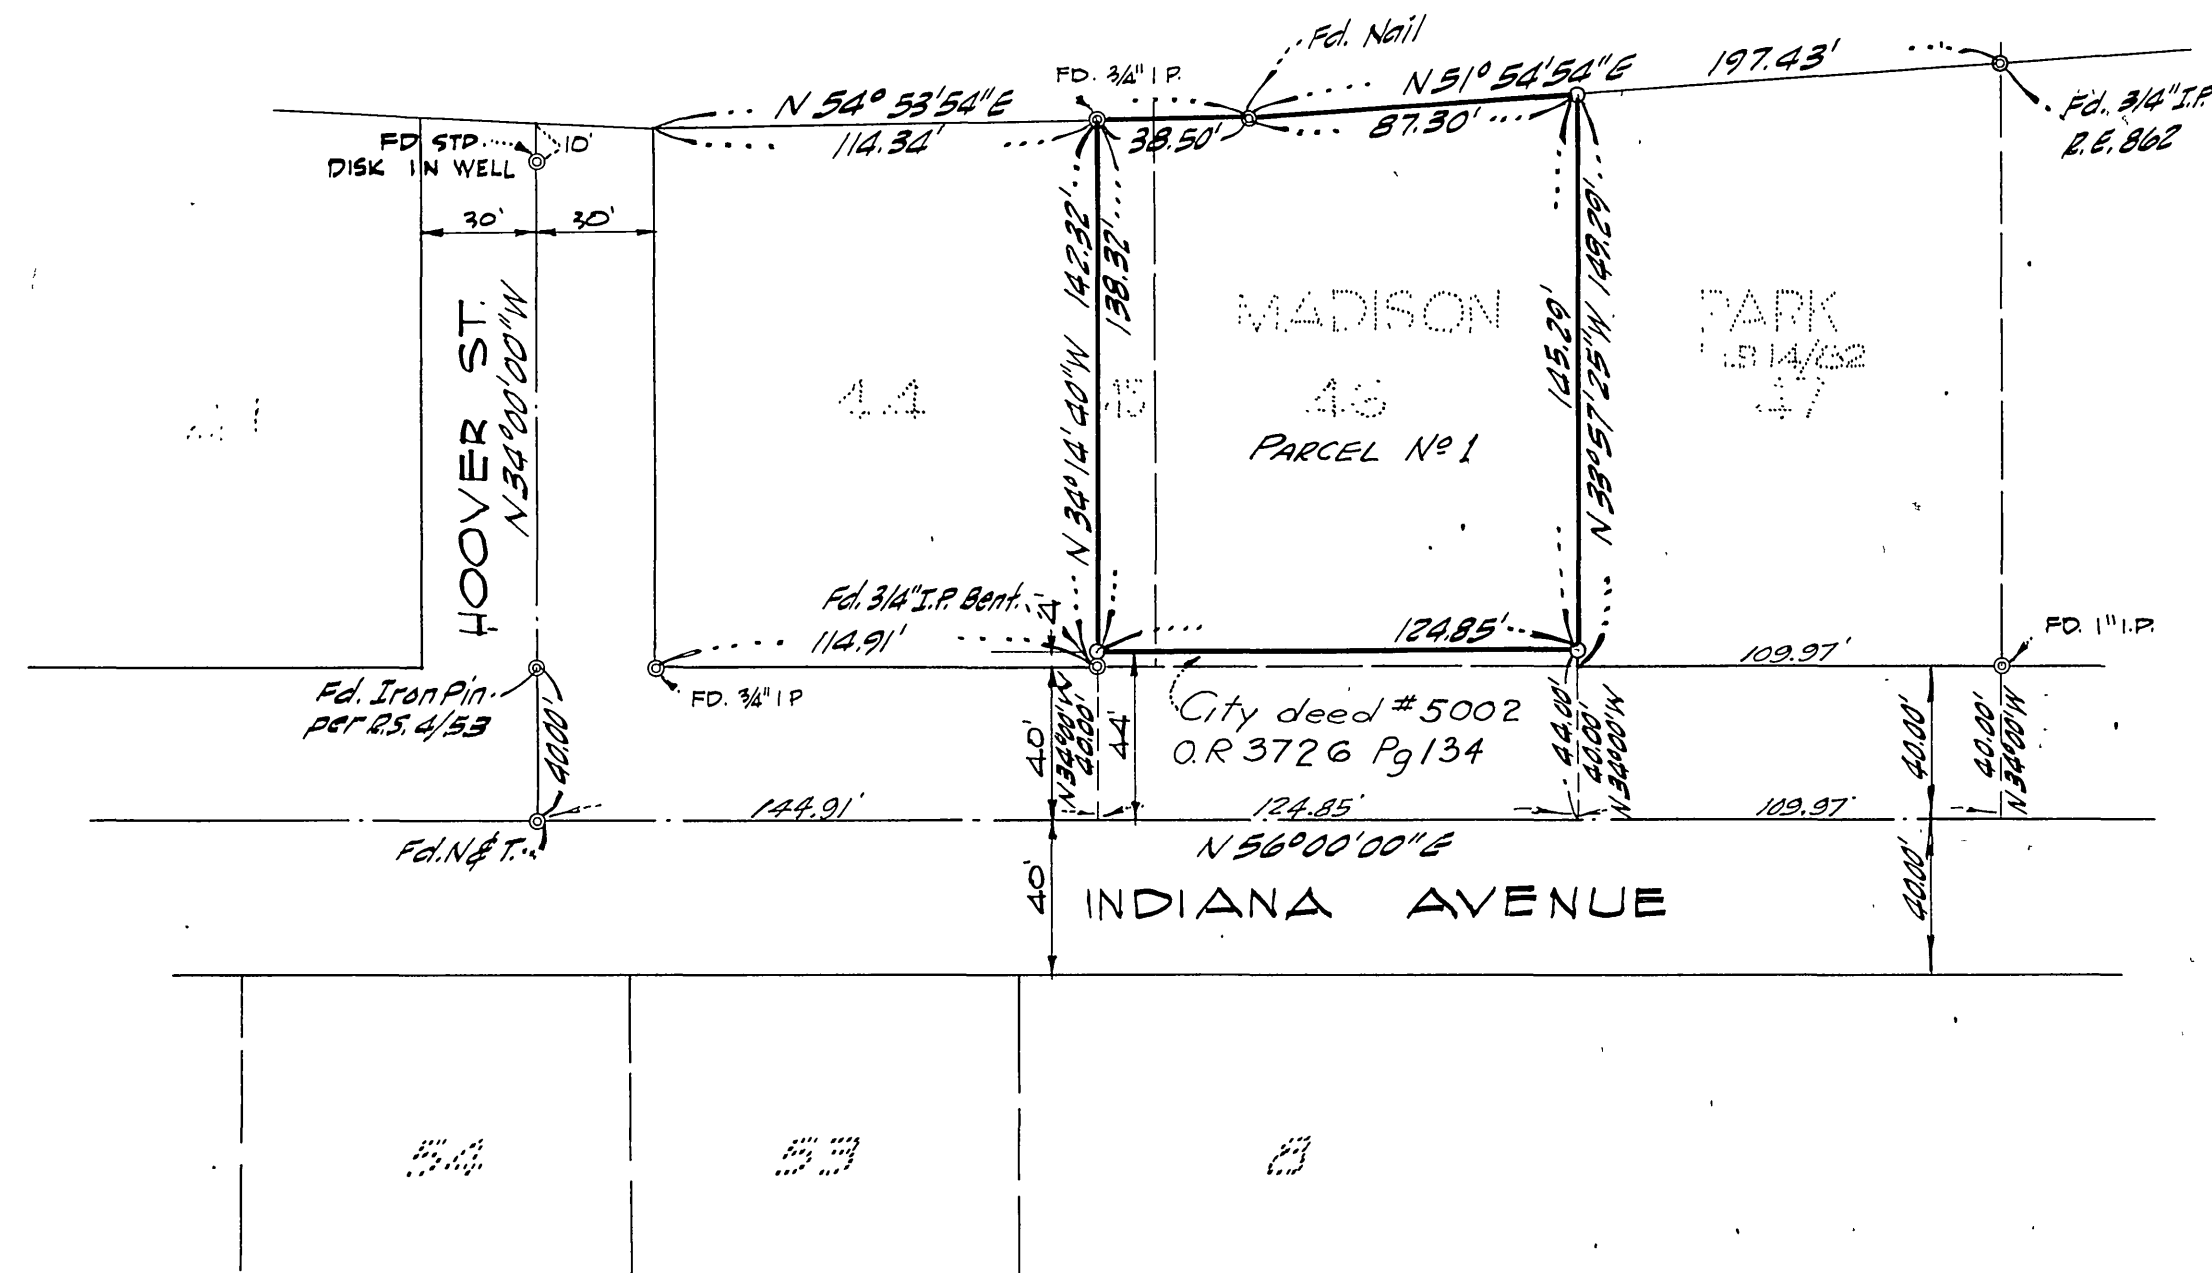 Fd. Nail
FD. 3/4" I P.
N 54° 53' 54" E
N 51° 54' 54" E
197.43'
Fd. 3/4" I.P.
R.E. 862
FD STD.
DISK IN WELL
10'
114.34'
38.50'
87.30'
30'
30'
HOOVER ST.
N 34° 00' 00" W
N 34° 14' 40" W 142.32'
138.32'
145.29'
N 33° 57' 25" W 149.29'
MADISON
PARK
44
45
46
47
PARCEL Nº 1
Fd. 3/4" I.P. Bent.
4'
114.91'
124.85'
109.97'
FD. 1" I.P.
Fd. Iron Pin
per R.S. 4/53
FD. 3/4" I P
City deed #5002
O.R 3726 Pg 134
40.00'
40'
N 34° 00' W
40.00'
44'
44.00'
40.00'
N 34° 00' W
40.00'
40.00'
N 34° 00' W
144.91'
124.85'
109.97'
Fd. N & T.
N 56° 00' 00" E
40'
INDIANA AVENUE
40.00'
54
53
8